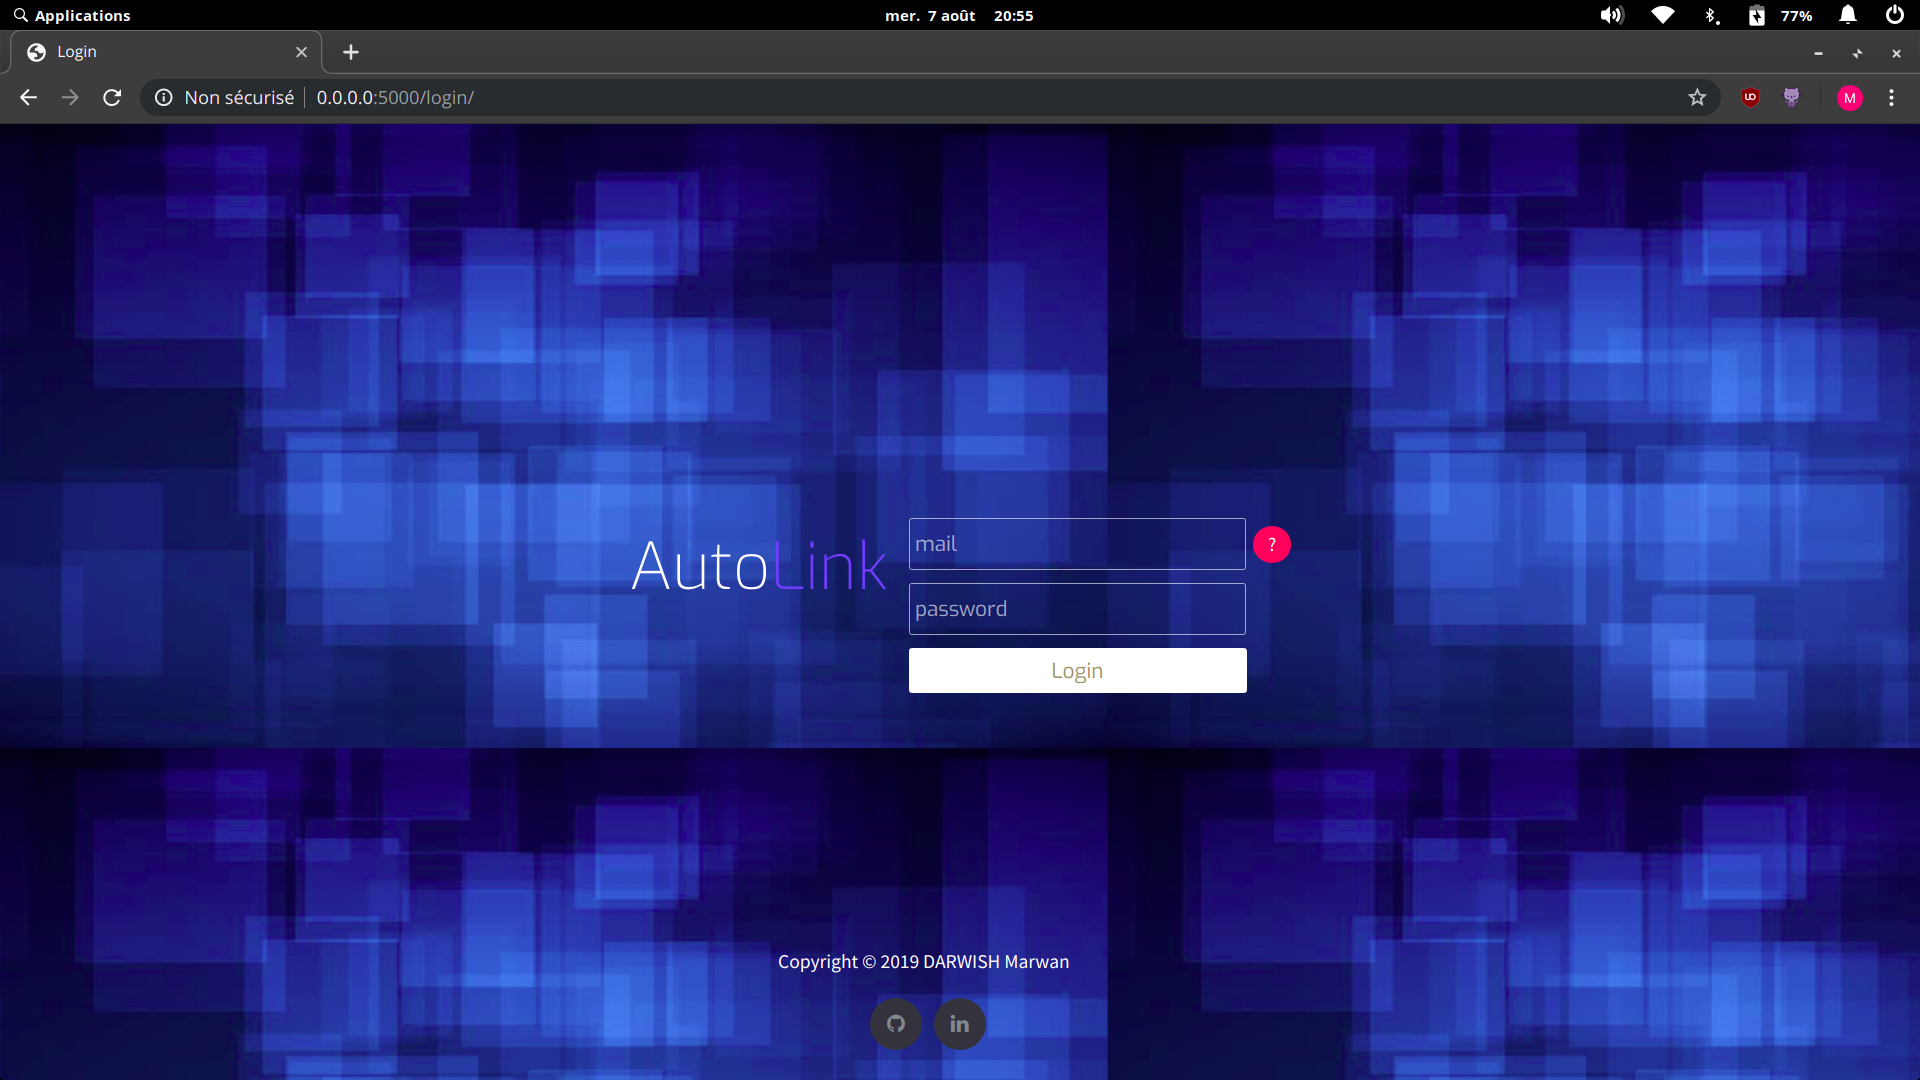 Applications
mer. 7 août 20:55
77%
Login
Non sécurisé
0.0.0.0:5000/login/
M
AutoLink
mail
?
password
Login
Copyright © 2019 DARWISH Marwan
in